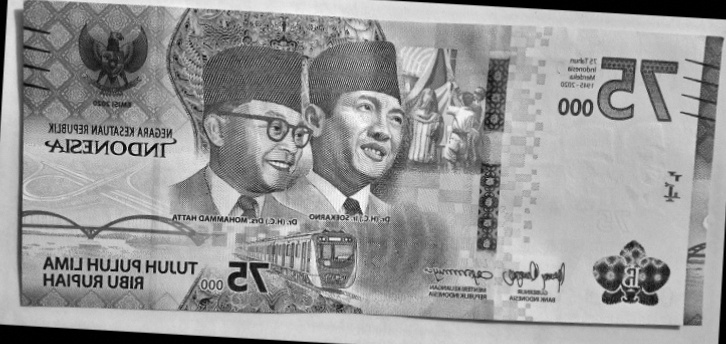 EMISI 2020
NEGARA KESATUAN REPUBLIK
INDONESIA
75 Tahun
Indonesia
Merdeka
1945 - 2020
75 000
Dr. (H.C.) Ir. SOEKARNO
Dr. (H.C.) Drs. MOHAMMAD HATTA
TUJUH PULUH LIMA
RIBU RUPIAH
75 000
GUBERNUR
BANK INDONESIA
MENTERI KEUANGAN
REPUBLIK INDONESIA